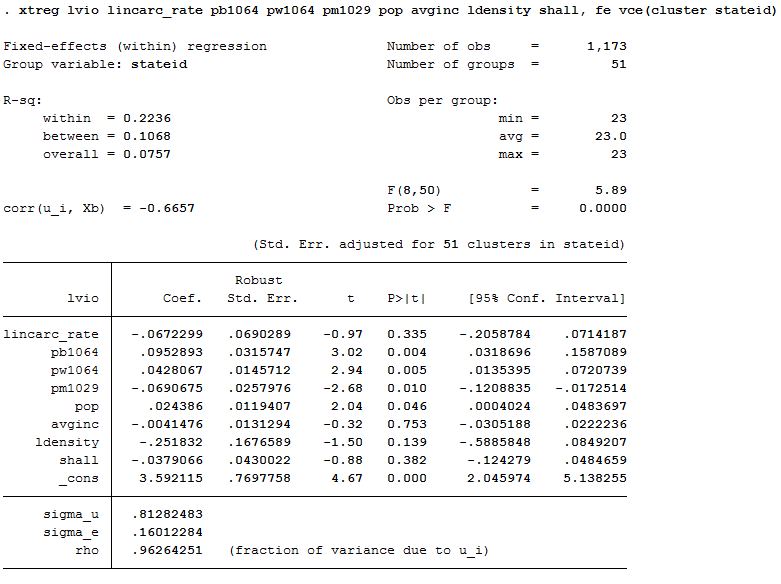 . xtreg lvio lincarc_rate pb1064 pw1064 pm1029 pop avginc ldensity shall, fe vce(cluster stateid)
Fixed-effects (within) regression Number of obs = 1,173
Group variable: stateid Number of groups = 51
R-sq: Obs per group:
within = 0.2236 min = 23
between = 0.1068 avg = 23.0
overall = 0.0757 max = 23
F(8,50) = 5.89
corr(u_i, Xb) = -0.6657 Prob > F = 0.0000
(Std. Err. adjusted for 51 clusters in stateid)
Robust
lvio Coef. Std. Err. t P>|t| [95% Conf. Interval]
lincarc_rate -.0672299 .0690289 -0.97 0.335 -.2058784 .0714187
pb1064 .0952893 .0315747 3.02 0.004 .0318696 .1587089
pw1064 .0428067 .0145712 2.94 0.005 .0135395 .0720739
pm1029 -.0690675 .0257976 -2.68 0.010 -.1208835 -.0172514
pop .024386 .0119407 2.04 0.046 .0004024 .0483697
avginc -.0041476 .0131294 -0.32 0.753 -.0305188 .0222236
ldensity -.251832 .1676589 -1.50 0.139 -.5885848 .0849207
shall -.0379066 .0430022 -0.88 0.382 -.124279 .0484659
_cons 3.592115 .7697758 4.67 0.000 2.045974 5.138255
sigma_u .81282483
sigma_e .16012284
rho .96264251 (fraction of variance due to u_i)